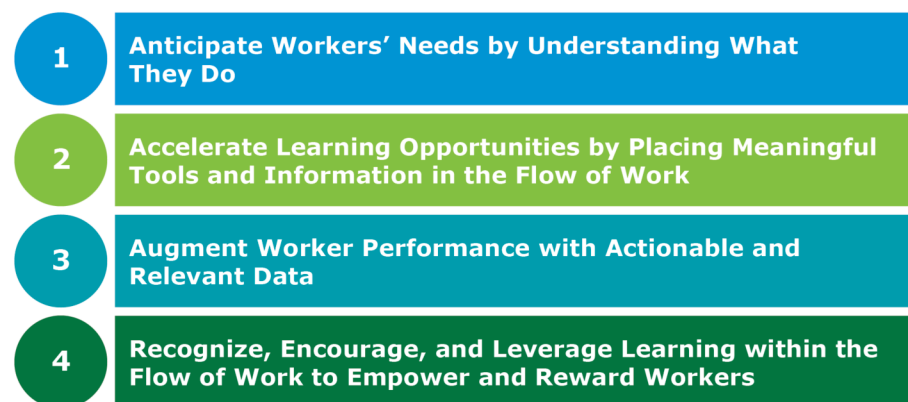 1
Anticipate Workers’ Needs by Understanding What
They Do
2
Accelerate Learning Opportunities by Placing Meaningful
Tools and Information in the Flow of Work
3
Augment Worker Performance with Actionable and
Relevant Data
4
Recognize, Encourage, and Leverage Learning within the
Flow of Work to Empower and Reward Workers